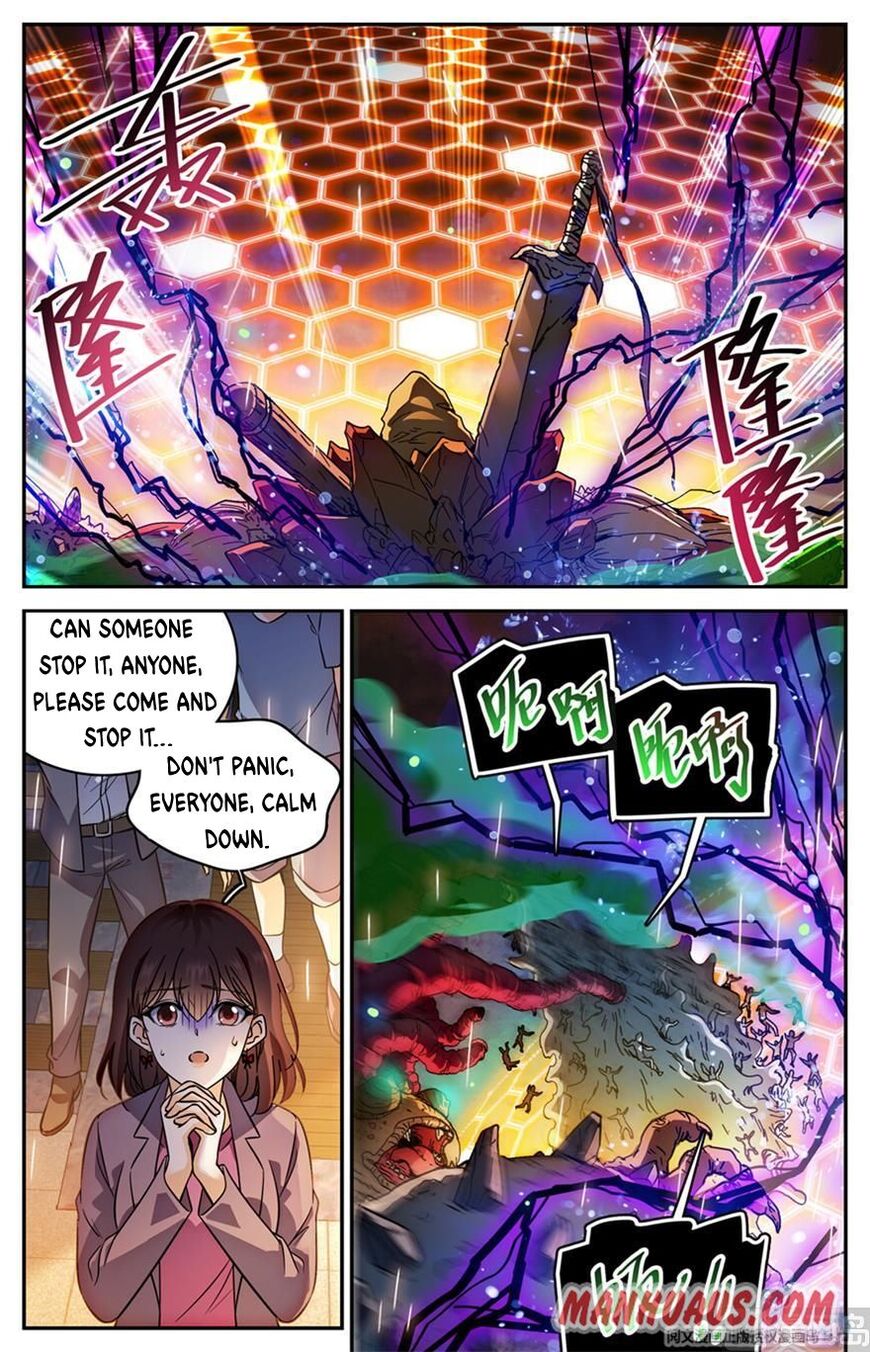 轰
隆
隆
隆
CAN SOMEONE
STOP IT, ANYONE,
PLEASE COME AND
STOP IT...
DON'T PANIC,
EVERYONE, CALM
DOWN.
呃啊
呃啊
MANHUAUS.COM